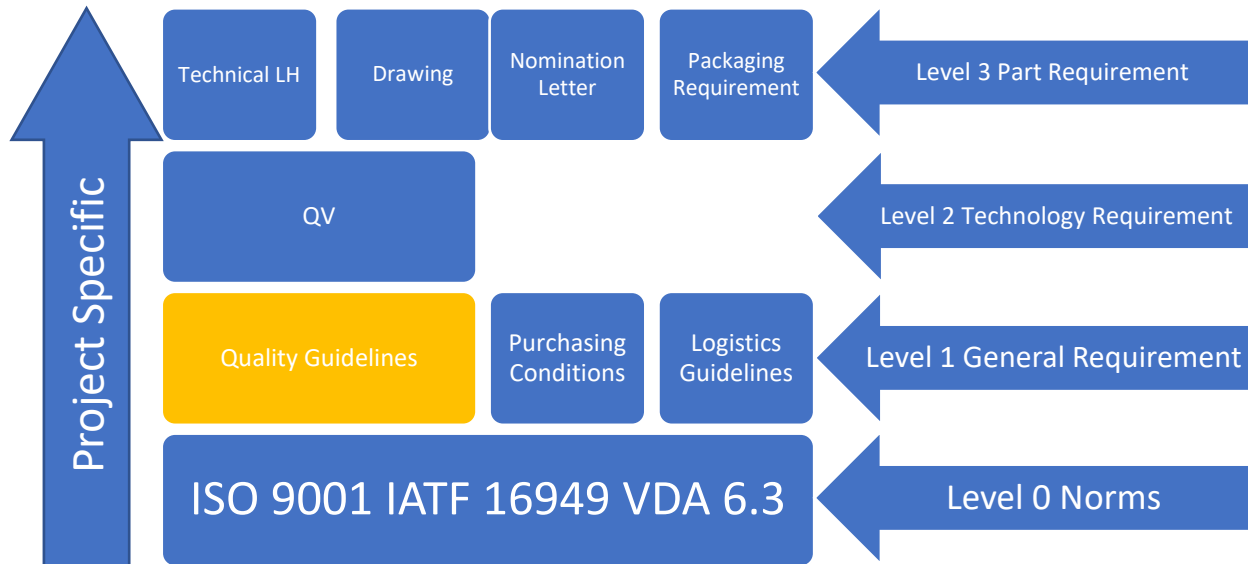 Project Specific
Technical LH
Drawing
Nomination
Letter
Packaging
Requirement
Level 3 Part Requirement
QV
Level 2 Technology Requirement
Quality Guidelines
Purchasing
Conditions
Logistics
Guidelines
Level 1 General Requirement
ISO 9001 IATF 16949 VDA 6.3
Level 0 Norms